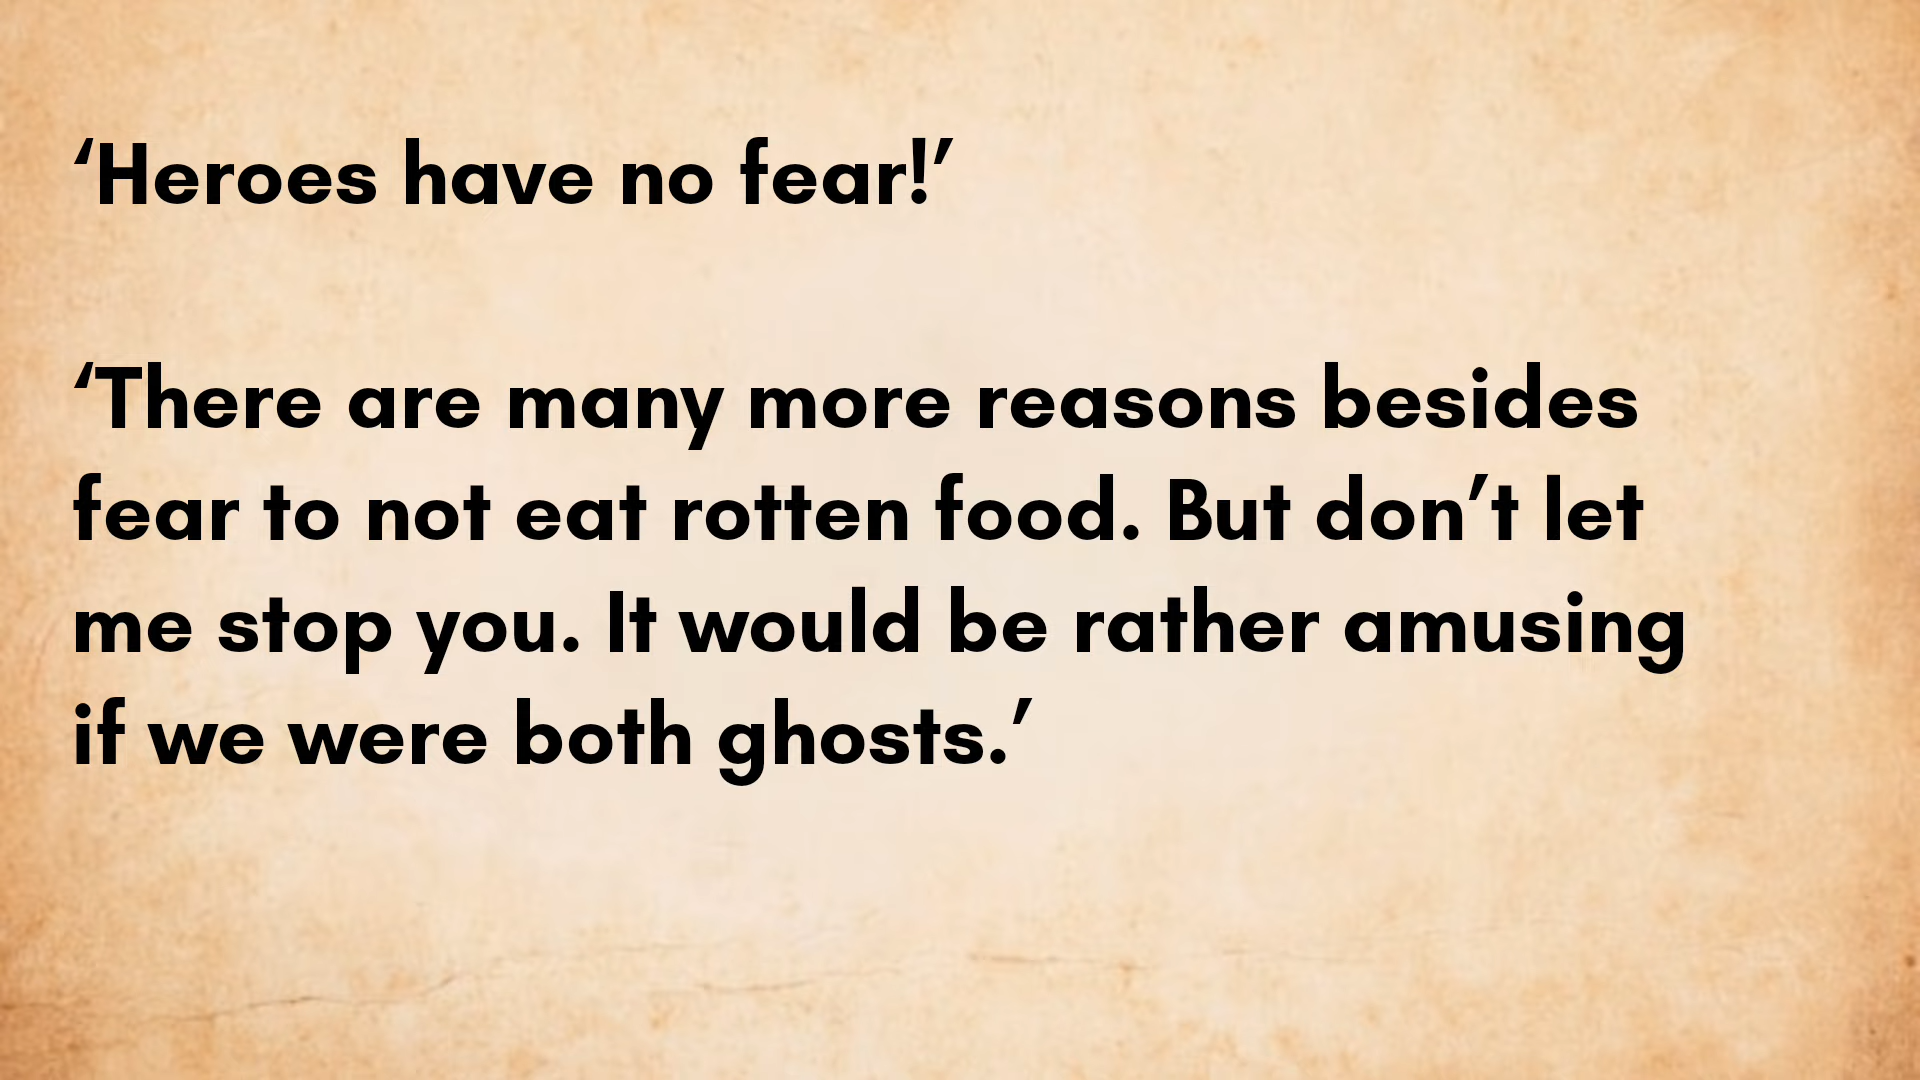 ‘Heroes have no fear!’
‘There are many more reasons besides
fear to not eat rotten food. But don’t let
me stop you. It would be rather amusing
if we were both ghosts.’